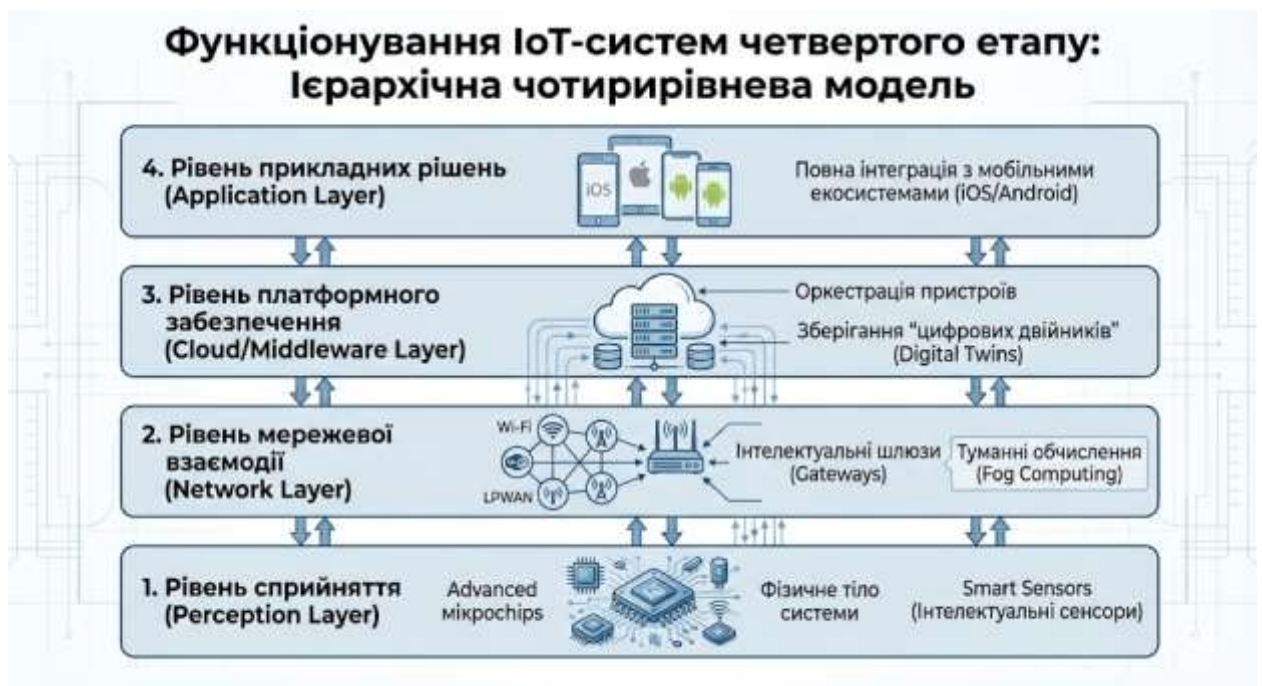 Функціонування IoT-систем четвертого етапу:
Ієрархічна чотирирівнева модель
4. Рівень прикладних рішень
(Application Layer)
iOS
Повна інтеграція з мобільними
екосистемами (iOS/Android)
3. Рівень платформного
забезпечення
(Cloud/Middleware Layer)
Оркестрація пристроїв
Зберігання "цифрових двійників"
(Digital Twins)
2. Рівень мережевої
взаємодії
(Network Layer)
Wi-Fi
LPWAN
Інтелектуальні шлюзи
(Gateways)
Туманні обчислення
(Fog Computing)
1. Рівень сприйняття
(Perception Layer)
Advanced
мікроchips
Фізичне тіло
системи
Smart Sensors
(Інтелектуальні сенсори)